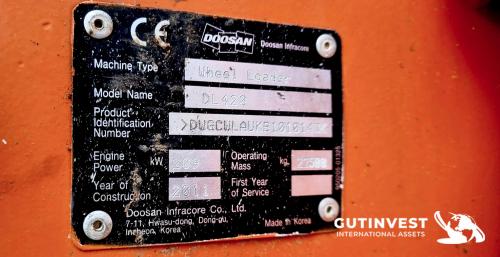 CE DOOSAN Doosan Infracore
Machine Type Wheel Loader
Model Name DL420
Product
Identification
Number
Engine Power kW Operating Mass kg
Year of Construction 2011 First Year of Service
Doosan Infracore Co., Ltd.
7-11, Hwasu-dong, Dong-gu,
Incheon, Korea Made in Korea
GUTINVEST
INTERNATIONAL ASSETS